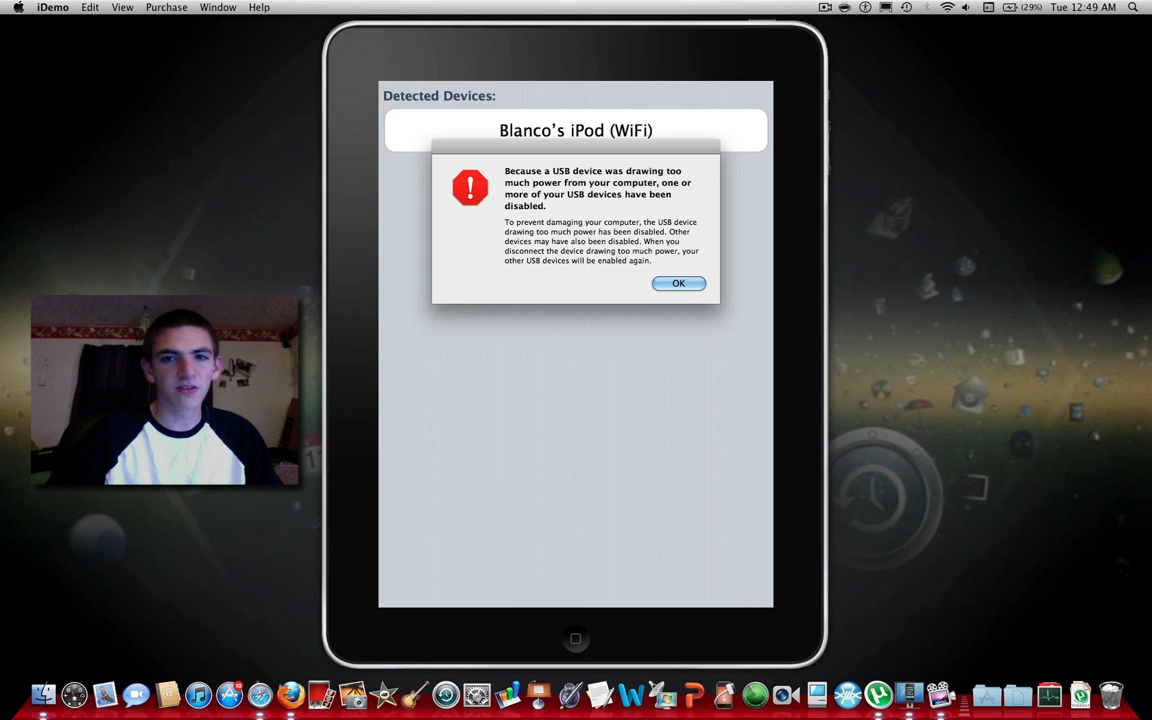 iDemo Edit View Purchase Window Help (29%) Tue 12:49 AM
Detected Devices:
Blanco's iPod (WiFi)
Because a USB device was drawing too
much power from your computer, one or
more of your USB devices have been
disabled.
To prevent damaging your computer, the USB device
drawing too much power has been disabled. Other
devices may have also been disabled. When you
disconnect the device drawing too much power, your
other USB devices will be enabled again.
OK